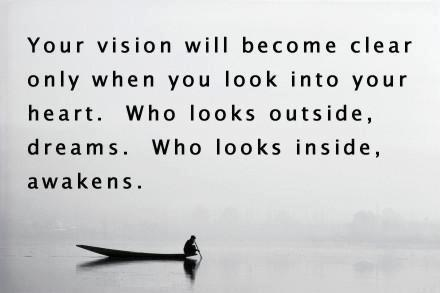 Your vision will become clear
only when you look into your
heart.  Who looks outside,
dreams.  Who looks inside,
awakens.